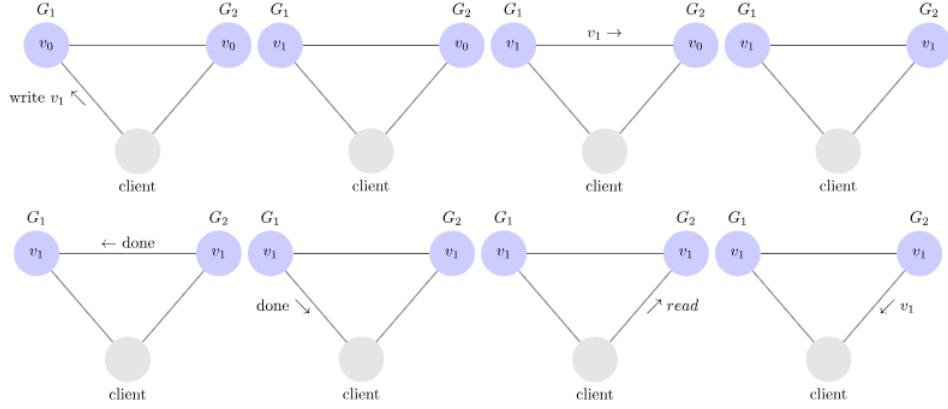 G₁ G₂ G₁ G₂ G₁ G₂ G₁ G₂
v₀ v₀ v₁ v₀ v₁ v₁ → v₀ v₁ v₁
write v₁ ↖
client client client client
G₁ G₂ G₁ G₂ G₁ G₂ G₁ G₂
v₁ ← done v₁ v₁ v₁ v₁ v₁ v₁ v₁
done ↘ ↗ read ↙ v₁
client client client client